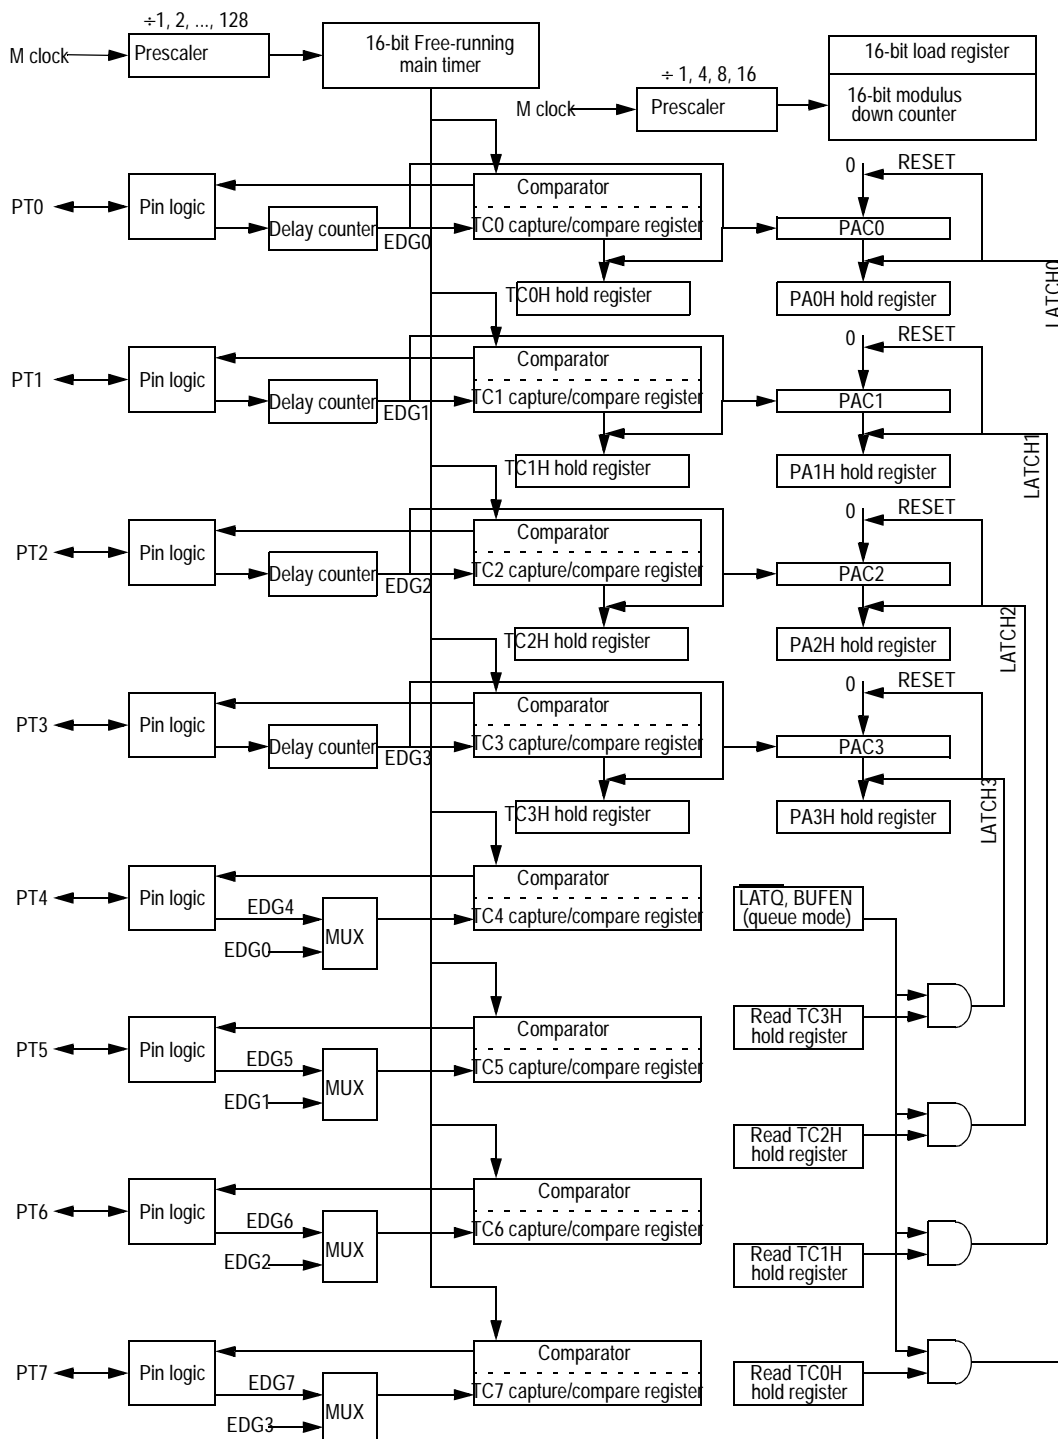 ÷1, 2, ..., 128
M clock
Prescaler
16-bit Free-running
main timer
16-bit load register
16-bit modulus
down counter
÷ 1, 4, 8, 16
M clock
Prescaler
PT0
Pin logic
Delay counter
EDG0
Comparator
TC0 capture/compare register
TC0H hold register
0
RESET
PAC0
PA0H hold register
LATCH0
PT1
Pin logic
Delay counter
EDG1
Comparator
TC1 capture/compare register
TC1H hold register
0
RESET
PAC1
PA1H hold register
LATCH1
PT2
Pin logic
Delay counter
EDG2
Comparator
TC2 capture/compare register
TC2H hold register
0
RESET
PAC2
PA2H hold register
LATCH2
PT3
Pin logic
Delay counter
EDG3
Comparator
TC3 capture/compare register
TC3H hold register
0
RESET
PAC3
PA3H hold register
LATCH3
PT4
Pin logic
EDG4
EDG0
MUX
Comparator
TC4 capture/compare register
LATQ, BUFEN
(queue mode)
PT5
Pin logic
EDG5
EDG1
MUX
Comparator
TC5 capture/compare register
Read TC3H
hold register
Read TC2H
hold register
PT6
Pin logic
EDG6
EDG2
MUX
Comparator
TC6 capture/compare register
Read TC1H
hold register
PT7
Pin logic
EDG7
EDG3
MUX
Comparator
TC7 capture/compare register
Read TC0H
hold register